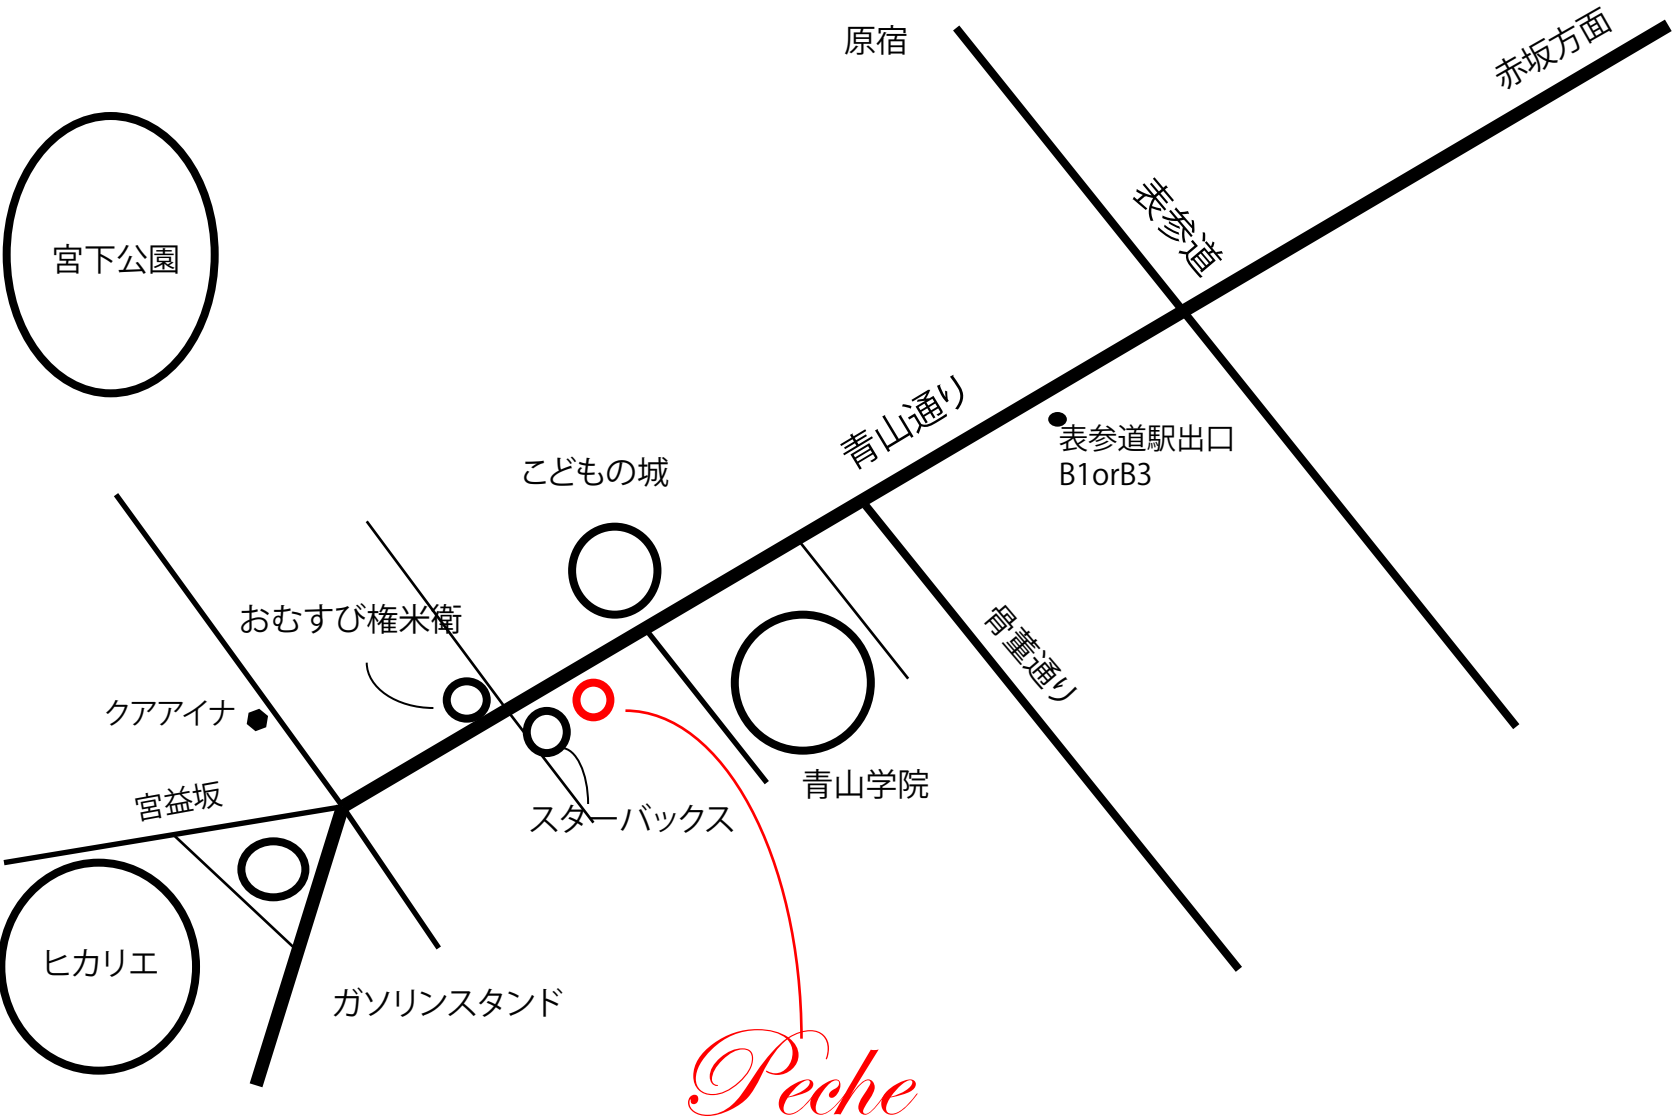 原宿
赤坂方面
表参道
宮下公園
青山通り
表参道駅出口
B1orB3
こどもの城
おむすび権米衛
骨董通り
クアアイナ
宮益坂
青山学院
スターバックス
ヒカリエ
ガソリンスタンド
Peche